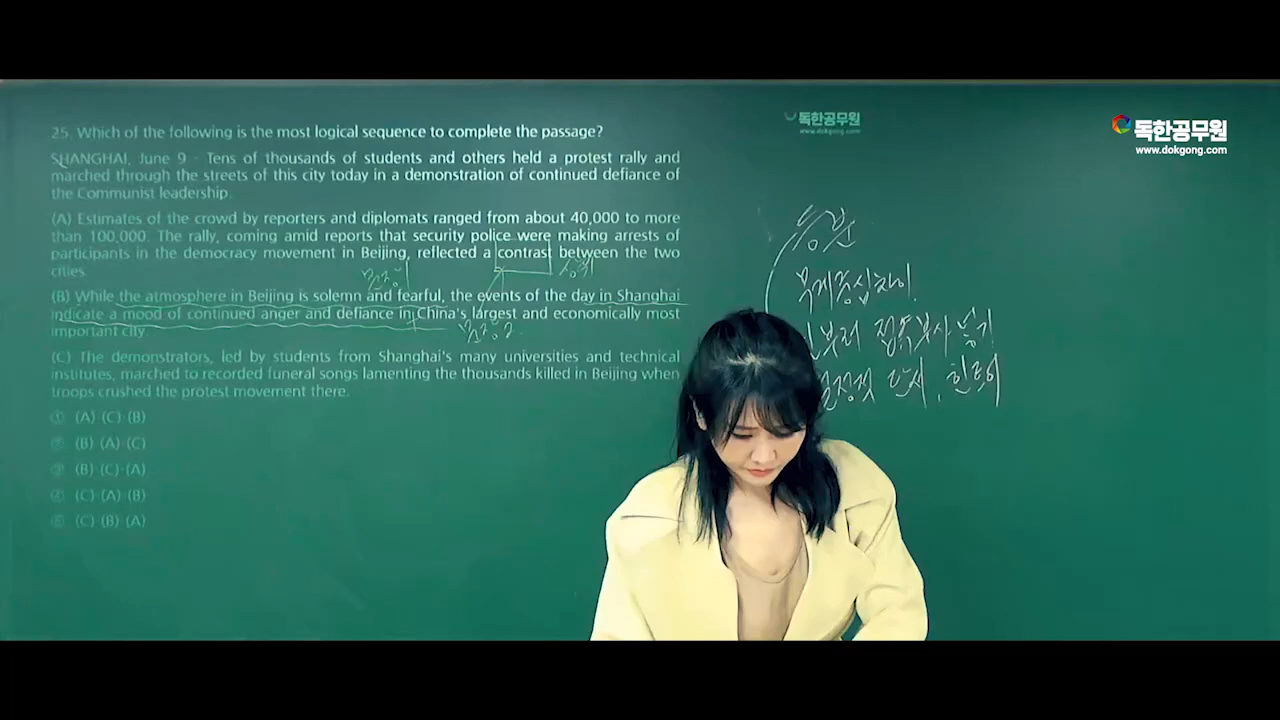 25. Which of the following is the most logical sequence to complete the passage?
SHANGHAI, June 9 - Tens of thousands of students and others held a protest rally and
marched through the streets of this city today in a demonstration of continued defiance of
the Communist leadership.
(A) Estimates of the crowd by reporters and diplomats ranged from about 40,000 to more
than 100,000. The rally, coming amid reports that security police were making arrests of
participants in the democracy movement in Beijing, reflected a contrast between the two
cities.
(B) While the atmosphere in Beijing is solemn and fearful, the events of the day in Shanghai
indicate a mood of continued anger and defiance in China's largest and economically most
important city.
(C) The demonstrators, led by students from Shanghai's many universities and technical
institutes, marched to recorded funeral songs lamenting the thousands killed in Beijing when
troops crushed the protest movement there.
① (A)-(C)-(B)
② (B)-(A)-(C)
③ (B)-(C)-(A)
④ (C)-(A)-(B)
⑤ (C)-(B)-(A)
독한공무원
www.dokgong.com
독한공무원
www.dokgong.com
접속부사 넣기